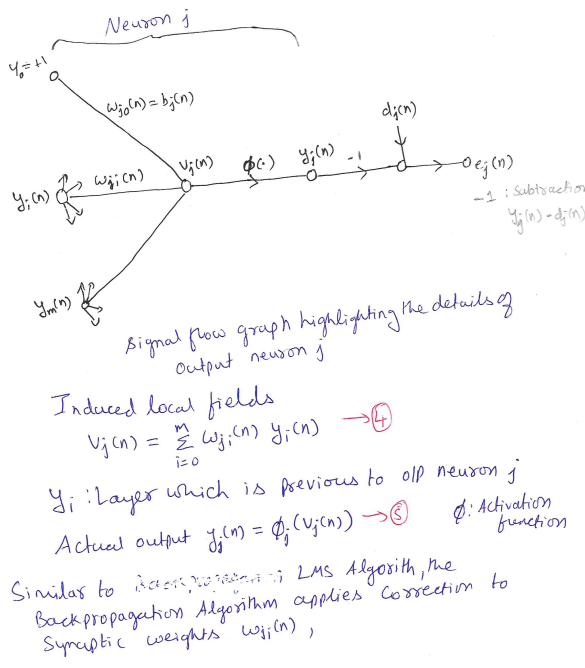 Neuron j
y₀=+1
wj₀(n) = bj(n)
dj(n)
vj(n)
ϕ(·)
yj(n)
-1
ej(n)
wji(n)
yi(n)
-1 : Subtraction
yj(n) - dj(n)
ym(n)
Signal flow graph highlighting the details of
output neuron j
Induced local fields
Vj(n) = Σ wji(n) yi(n) → ④
m
i=0
yi : Layer which is previous to o/p neuron j
Actual output yj(n) = ϕj(vj(n)) → ⑤
ϕ: Activation
function
Similar to LMS Algorith, the
Backpropagation Algorithm applies correction to
Synaptic weights wji(n),